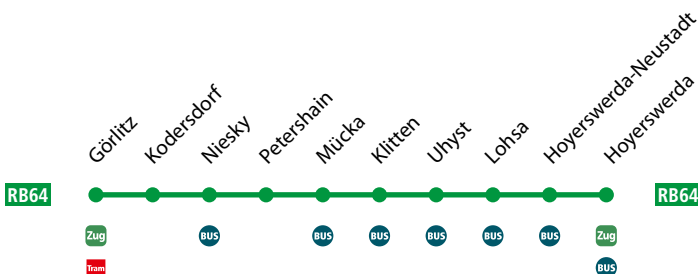 Görlitz
Kodersdorf
Niesky
Petershain
Mücka
Klitten
Uhyst
Lohsa
Hoyerswerda-Neustadt
Hoyerswerda
RB64 RB64
Zug BUS BUS BUS BUS BUS BUS Zug
Tram BUS